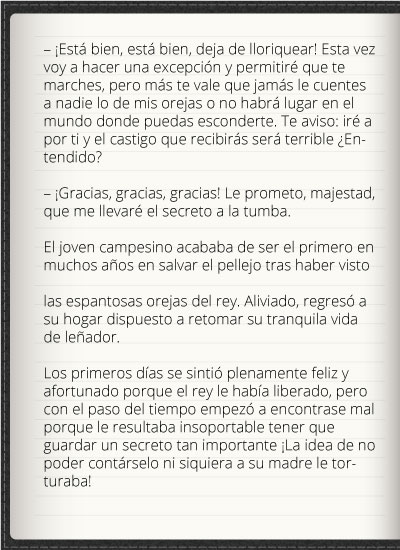 – ¡Está bien, está bien, deja de lloriquear! Esta vez
voy a hacer una excepción y permitiré que te
marches, pero más te vale que jamás le cuentes
a nadie lo de mis orejas o no habrá lugar en el
mundo donde puedas esconderte. Te aviso: iré a
por ti y el castigo que recibirás será terrible ¿En-
tendido?
– ¡Gracias, gracias, gracias! Le prometo, majestad,
que me llevaré el secreto a la tumba.
El joven campesino acababa de ser el primero en
muchos años en salvar el pellejo tras haber visto
las espantosas orejas del rey. Aliviado, regresó a
su hogar dispuesto a retomar su tranquila vida
de leñador.
Los primeros días se sintió plenamente feliz y
afortunado porque el rey le había liberado, pero
con el paso del tiempo empezó a encontrase mal
porque le resultaba insoportable tener que
guardar un secreto tan importante ¡La idea de no
poder contárselo ni siquiera a su madre le tor-
turaba!